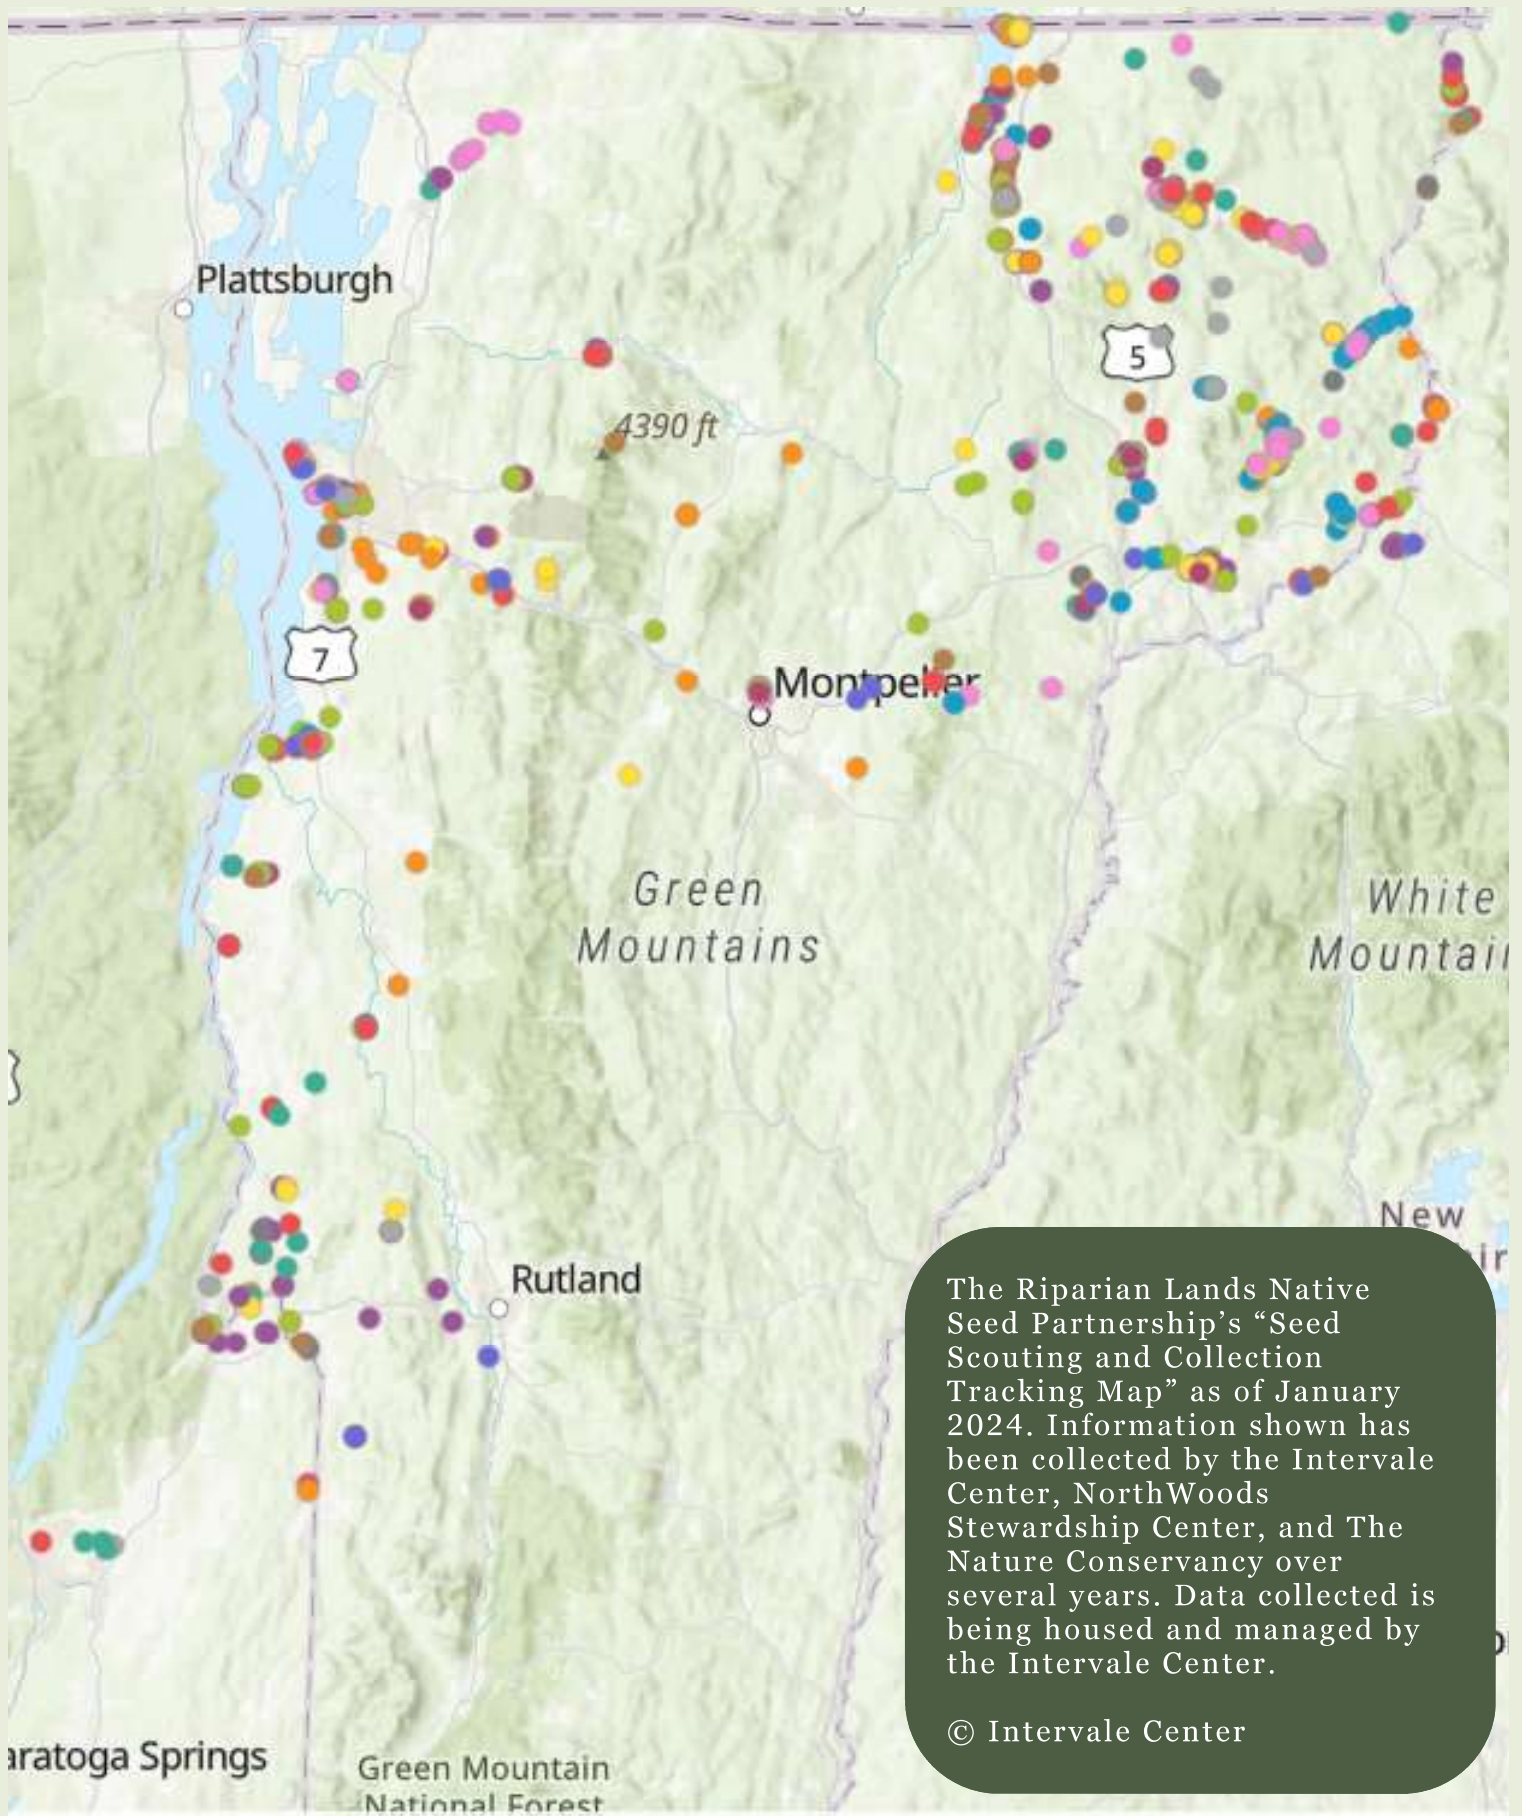 Plattsburgh
5
4390 ft
7
Montpelier
Green
Mountains
White
Mountai
New
Rutland
The Riparian Lands Native
Seed Partnership’s “Seed
Scouting and Collection
Tracking Map” as of January
2024. Information shown has
been collected by the Intervale
Center, NorthWoods
Stewardship Center, and The
Nature Conservancy over
several years. Data collected is
being housed and managed by
the Intervale Center.
© Intervale Center
aratoga Springs
Green Mountain
National Forest